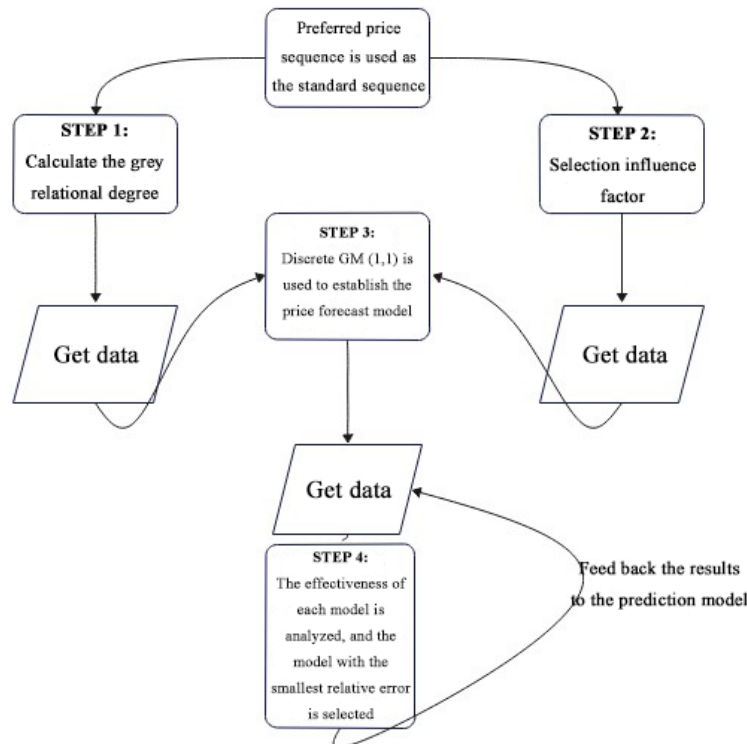 Preferred price
sequence is used as
the standard sequence
STEP 1:
Calculate the grey
relational degree
STEP 2:
Selection influence
factor
STEP 3:
Discrete GM (1,1) is
used to establish the
price forecast model
Get data
Get data
Get data
STEP 4:
The effectiveness of
each model is
analyzed, and the
model with the
smallest relative error
is selected
Feed back the results
to the prediction model